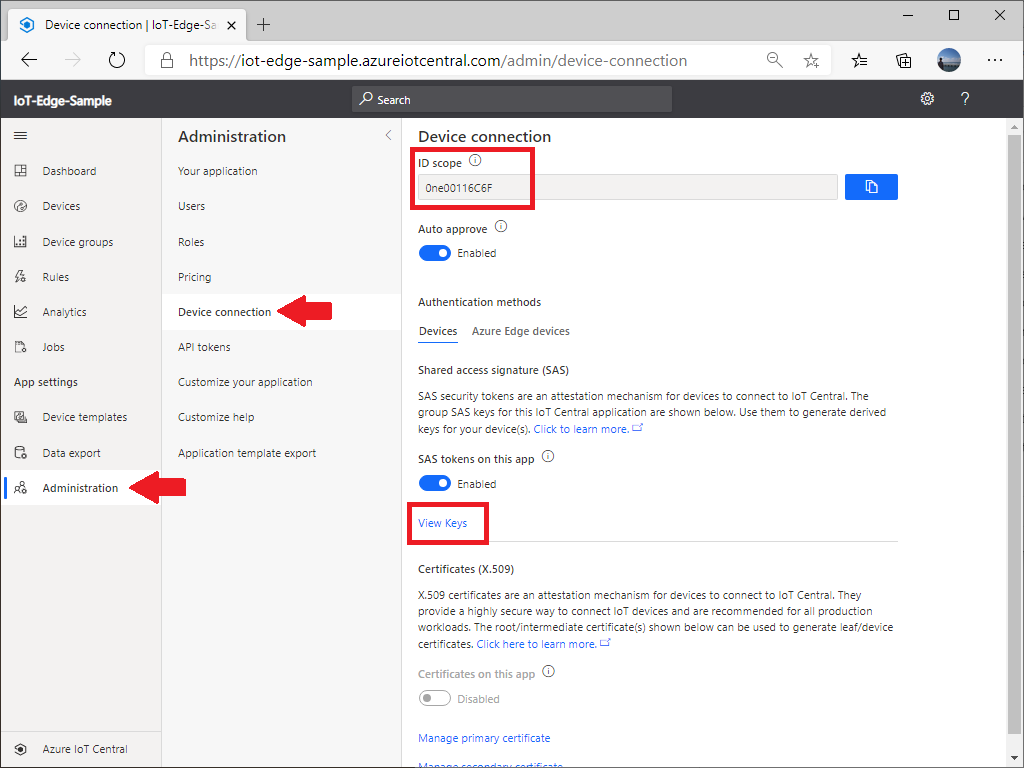 Device connection | IoT-Edge-Sa
https://iot-edge-sample.azureiotcentral.com/admin/device-connection
IoT-Edge-Sample
Search
?
Dashboard
Devices
Device groups
Rules
Analytics
Jobs
App settings
Device templates
Data export
Administration
Azure IoT Central
Administration
Your application
Users
Roles
Pricing
Device connection
API tokens
Customize your application
Customize help
Application template export
Device connection
ID scope
0ne00116C6F
Auto approve
Enabled
Authentication methods
Devices Azure Edge devices
Shared access signature (SAS)
SAS security tokens are an attestation mechanism for devices to connect to IoT Central. The
group SAS keys for this IoT Central application are shown below. Use them to generate derived
keys for your device(s). Click to learn more.
SAS tokens on this app
Enabled
View Keys
Certificates (X.509)
X.509 certificates are an attestation mechanism for devices to connect to IoT Central. They
provide a highly secure way to connect IoT devices and are recommended for all production
workloads. The root/intermediate certificate(s) shown below can be used to generate leaf/device
certificates. Click here to learn more.
Certificates on this app
Disabled
Manage primary certificate
Manage secondary certificate